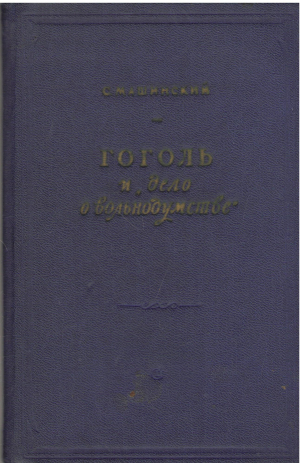 С. МАШИНСКИЙ
ГОГОЛЬ
и „дело
о вольнодумстве“